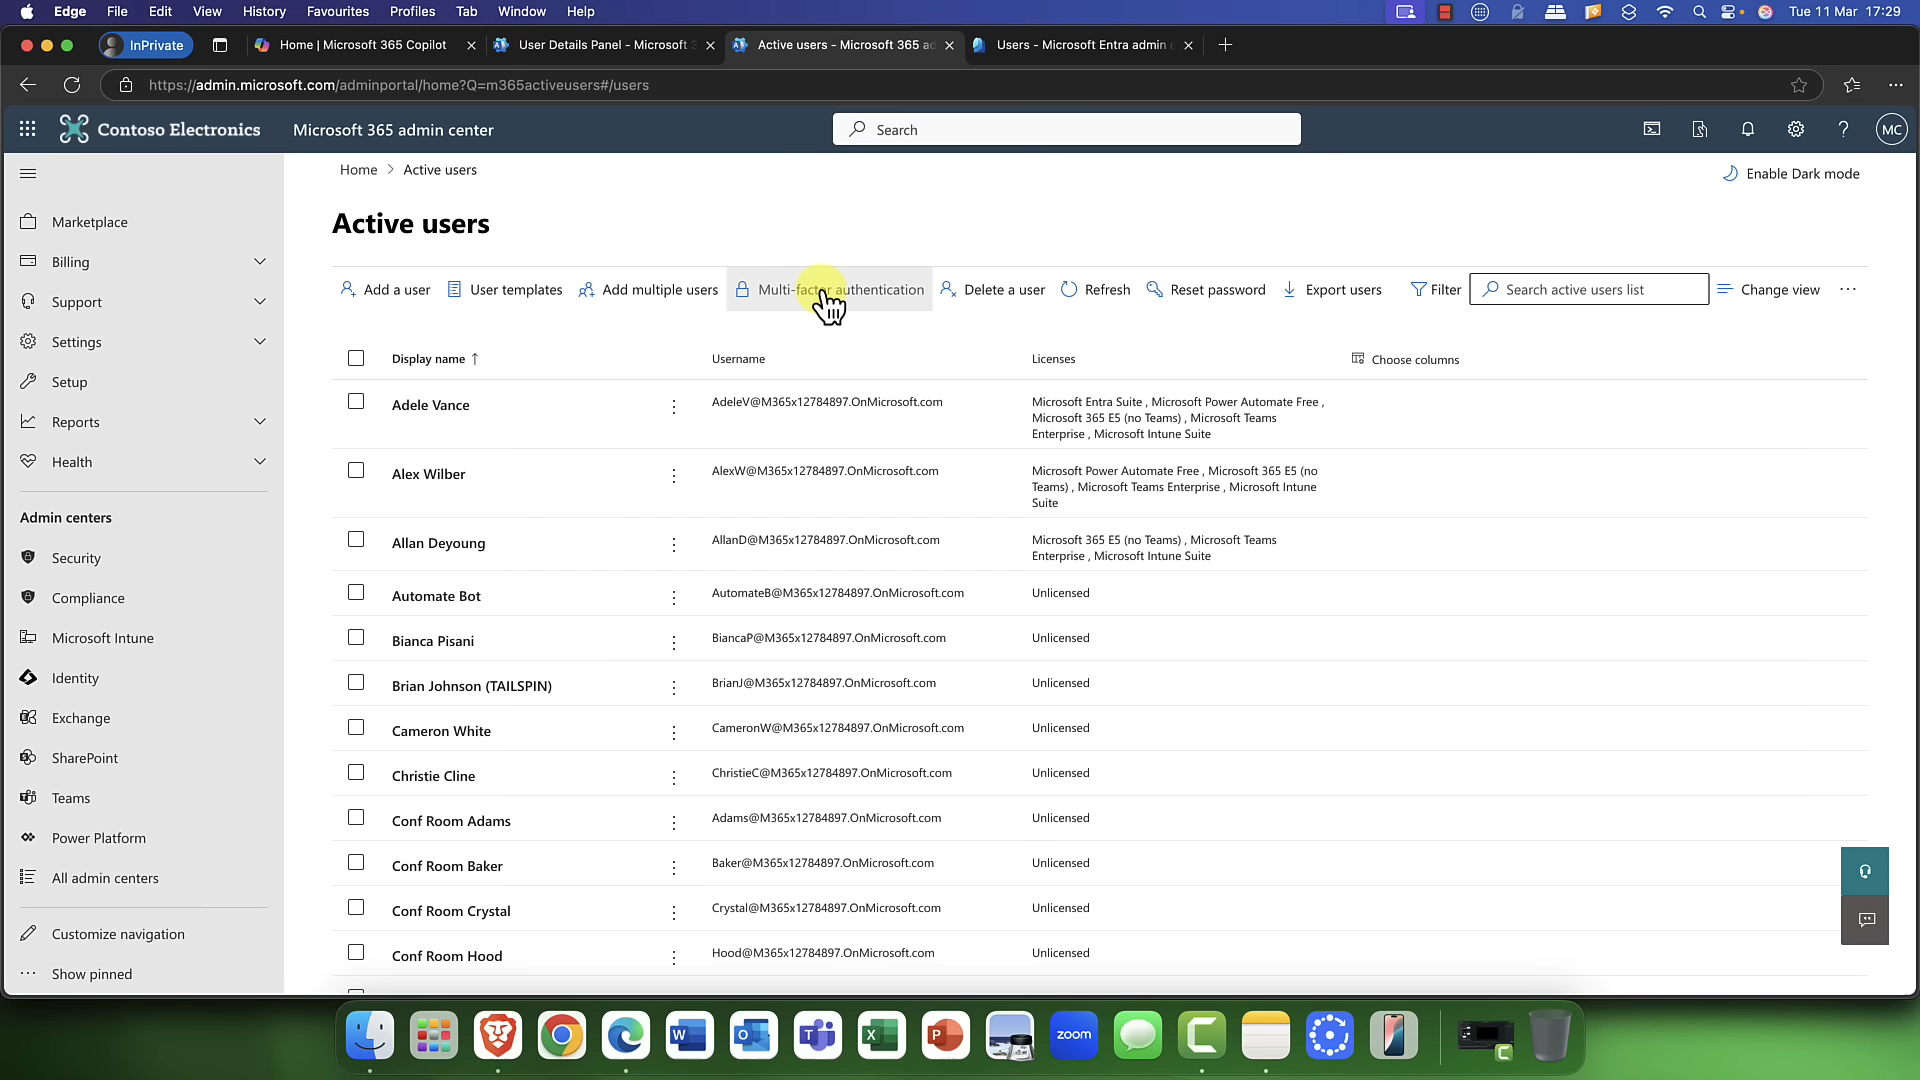 Edge File Edit View History Favourites Profiles Tab Window Help Tue 11 Mar 17:29
InPrivate Home | Microsoft 365 Copilot User Details Panel - Microsoft 3 Active users - Microsoft 365 ad Users - Microsoft Entra admin c
https://admin.microsoft.com/adminportal/home?Q=m365activeusers#/users
Contoso Electronics Microsoft 365 admin center Search MC
Home > Active users
Enable Dark mode
Active users
Add a user User templates Add multiple users Multi-factor authentication Delete a user Refresh Reset password Export users Filter Search active users list Change view
Display name ↑ Username Licenses Choose columns
Adele Vance AdeleV@M365x12784897.OnMicrosoft.com Microsoft Entra Suite , Microsoft Power Automate Free ,
Microsoft 365 E5 (no Teams) , Microsoft Teams
Enterprise , Microsoft Intune Suite
Alex Wilber AlexW@M365x12784897.OnMicrosoft.com Microsoft Power Automate Free , Microsoft 365 E5 (no
Teams) , Microsoft Teams Enterprise , Microsoft Intune
Suite
Allan Deyoung AllanD@M365x12784897.OnMicrosoft.com Microsoft 365 E5 (no Teams) , Microsoft Teams
Enterprise , Microsoft Intune Suite
Automate Bot AutomateB@M365x12784897.OnMicrosoft.com Unlicensed
Bianca Pisani BiancaP@M365x12784897.OnMicrosoft.com Unlicensed
Brian Johnson (TAILSPIN) BrianJ@M365x12784897.OnMicrosoft.com Unlicensed
Cameron White CameronW@M365x12784897.OnMicrosoft.com Unlicensed
Christie Cline ChristieC@M365x12784897.OnMicrosoft.com Unlicensed
Conf Room Adams Adams@M365x12784897.OnMicrosoft.com Unlicensed
Conf Room Baker Baker@M365x12784897.OnMicrosoft.com Unlicensed
Conf Room Crystal Crystal@M365x12784897.OnMicrosoft.com Unlicensed
Conf Room Hood Hood@M365x12784897.OnMicrosoft.com Unlicensed
Marketplace
Billing
Support
Settings
Setup
Reports
Health
Admin centers
Security
Compliance
Microsoft Intune
Identity
Exchange
SharePoint
Teams
Power Platform
All admin centers
Customize navigation
Show pinned
zoom